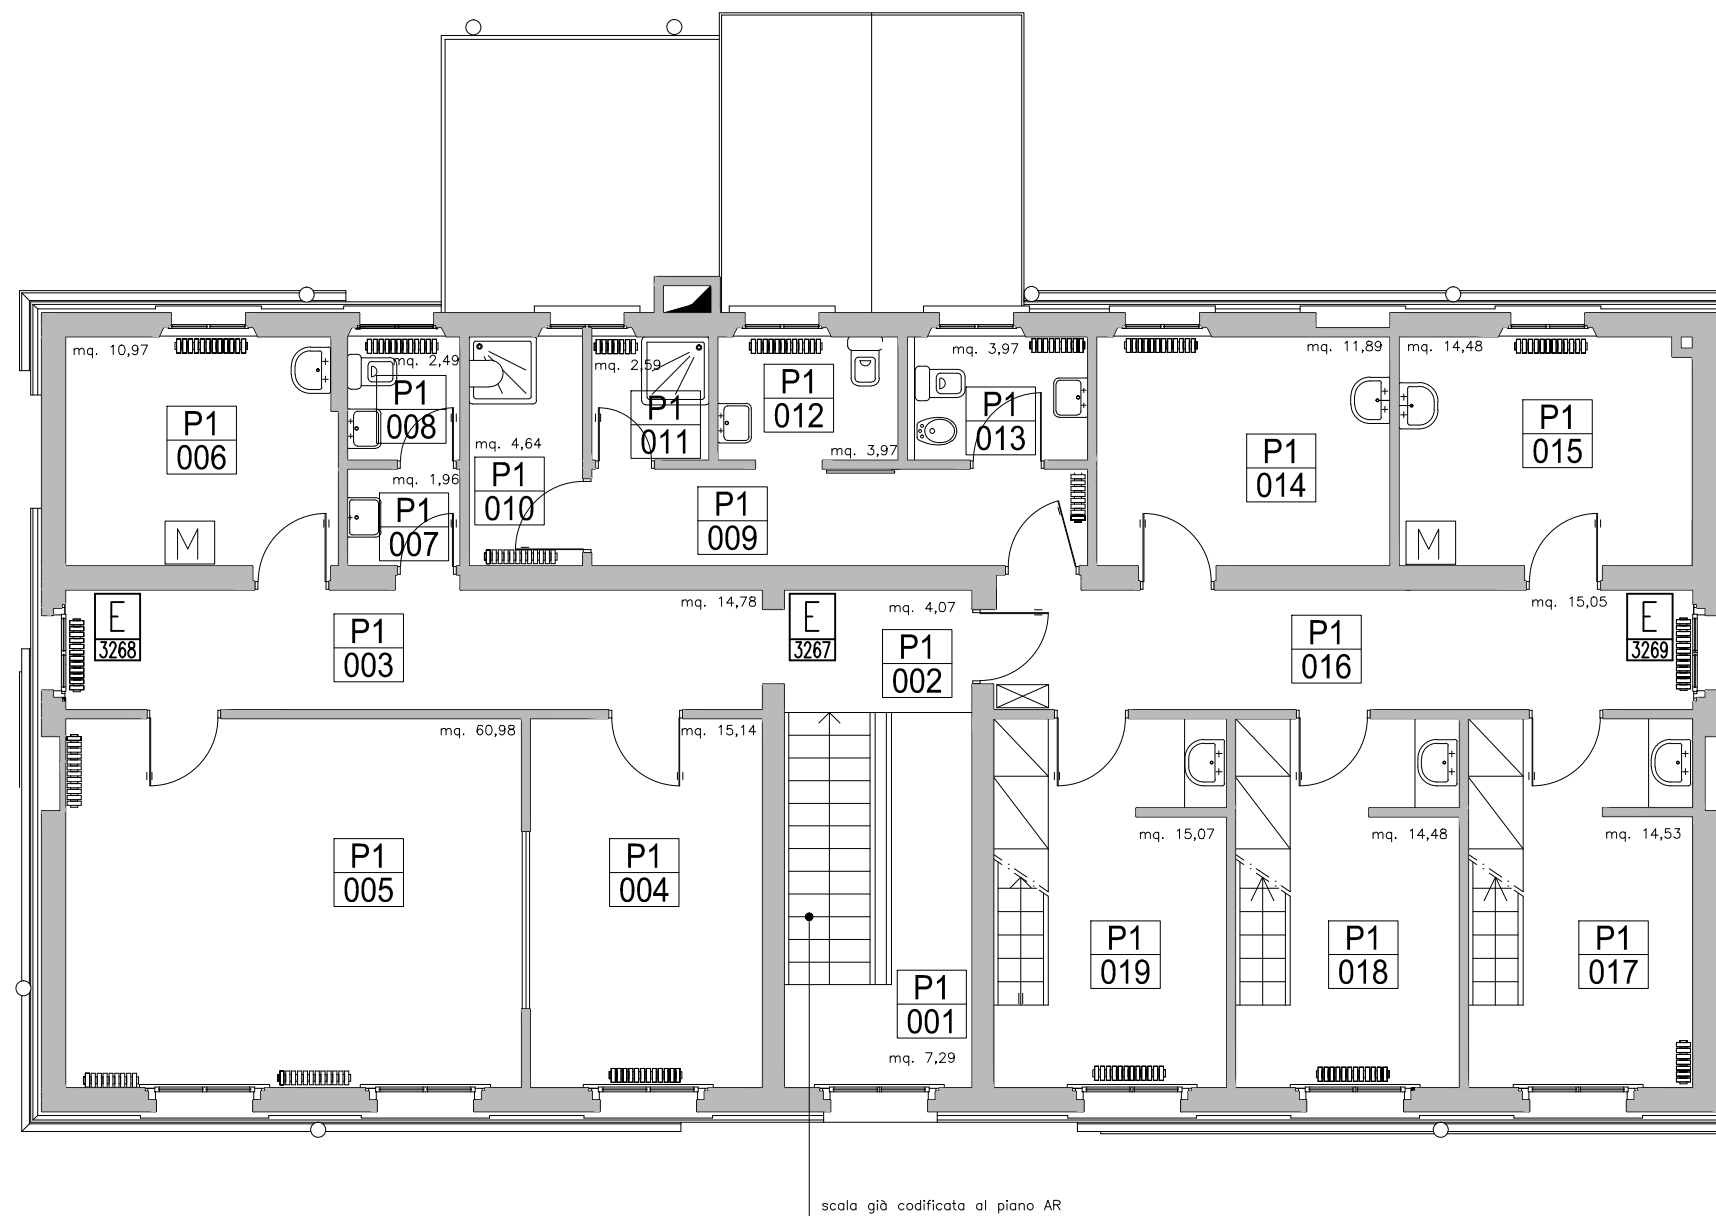 mq. 10,97
P1
006
M
mq. 2,49
P1
008
mq. 1,96
P1
007
mq. 4,64
P1
010
mq. 2,59
P1
011
P1
012
mq. 3,97
mq. 3,97
P1
013
P1
009
mq. 11,89
P1
014
mq. 14,48
P1
015
M
E
3268
P1
003
mq. 14,78
E
3267
mq. 4,07
P1
002
P1
016
mq. 15,05
E
3269
mq. 60,98
P1
005
mq. 15,14
P1
004
P1
001
mq. 7,29
mq. 15,07
P1
019
mq. 14,48
P1
018
mq. 14,53
P1
017
scala già codificata al piano AR